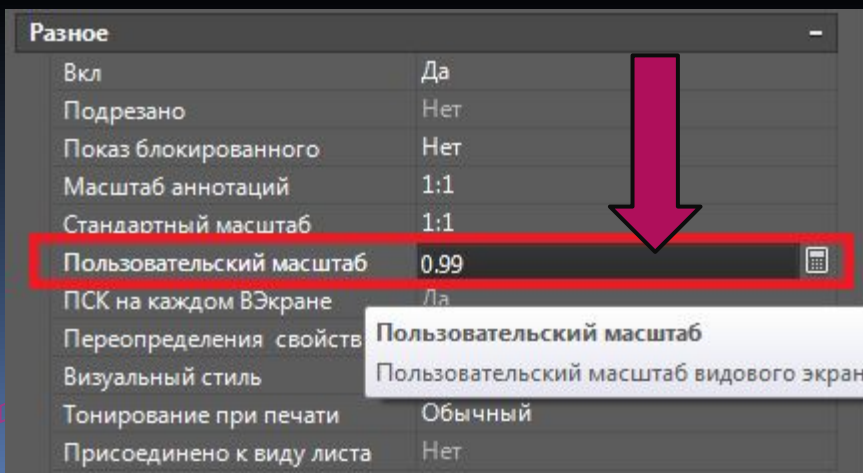 Разное
Вкл Да
Подрезано Нет
Показ блокированного Нет
Масштаб аннотаций 1:1
Стандартный масштаб 1:1
Пользовательский масштаб 0.99
ПСК на каждом ВЭкране Да
Переопределения свойств
Пользовательский масштаб
Визуальный стиль
Пользовательский масштаб видового экран
Тонирование при печати Обычный
Присоединено к виду листа Нет